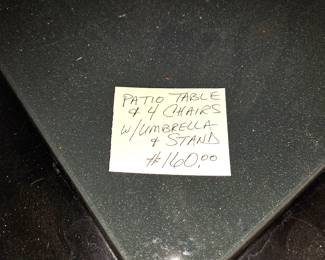 PATIO TABLE
& 4 CHAIRS
W/UMBRELLA
& STAND
#160.00